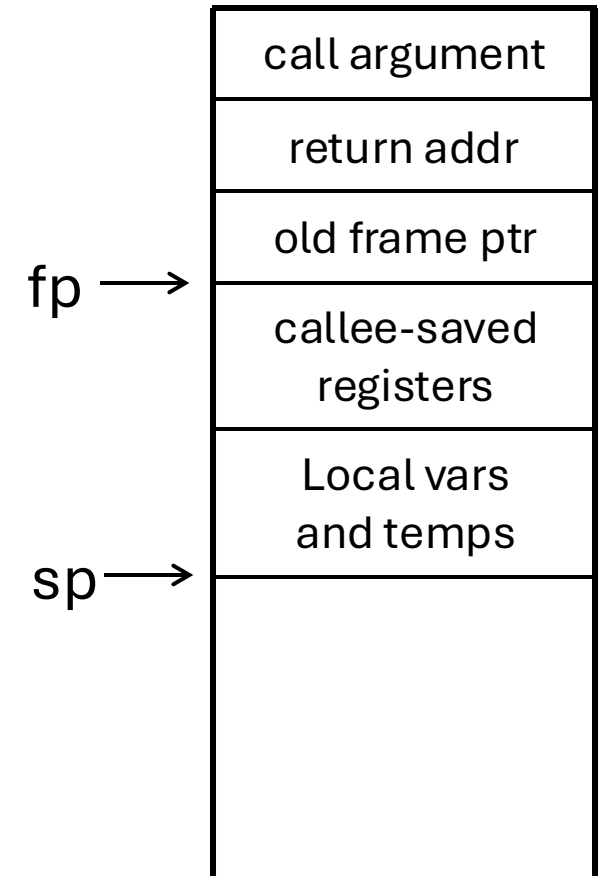 call argument
return addr
old frame ptr
fp
callee-saved
registers
Local vars
and temps
sp